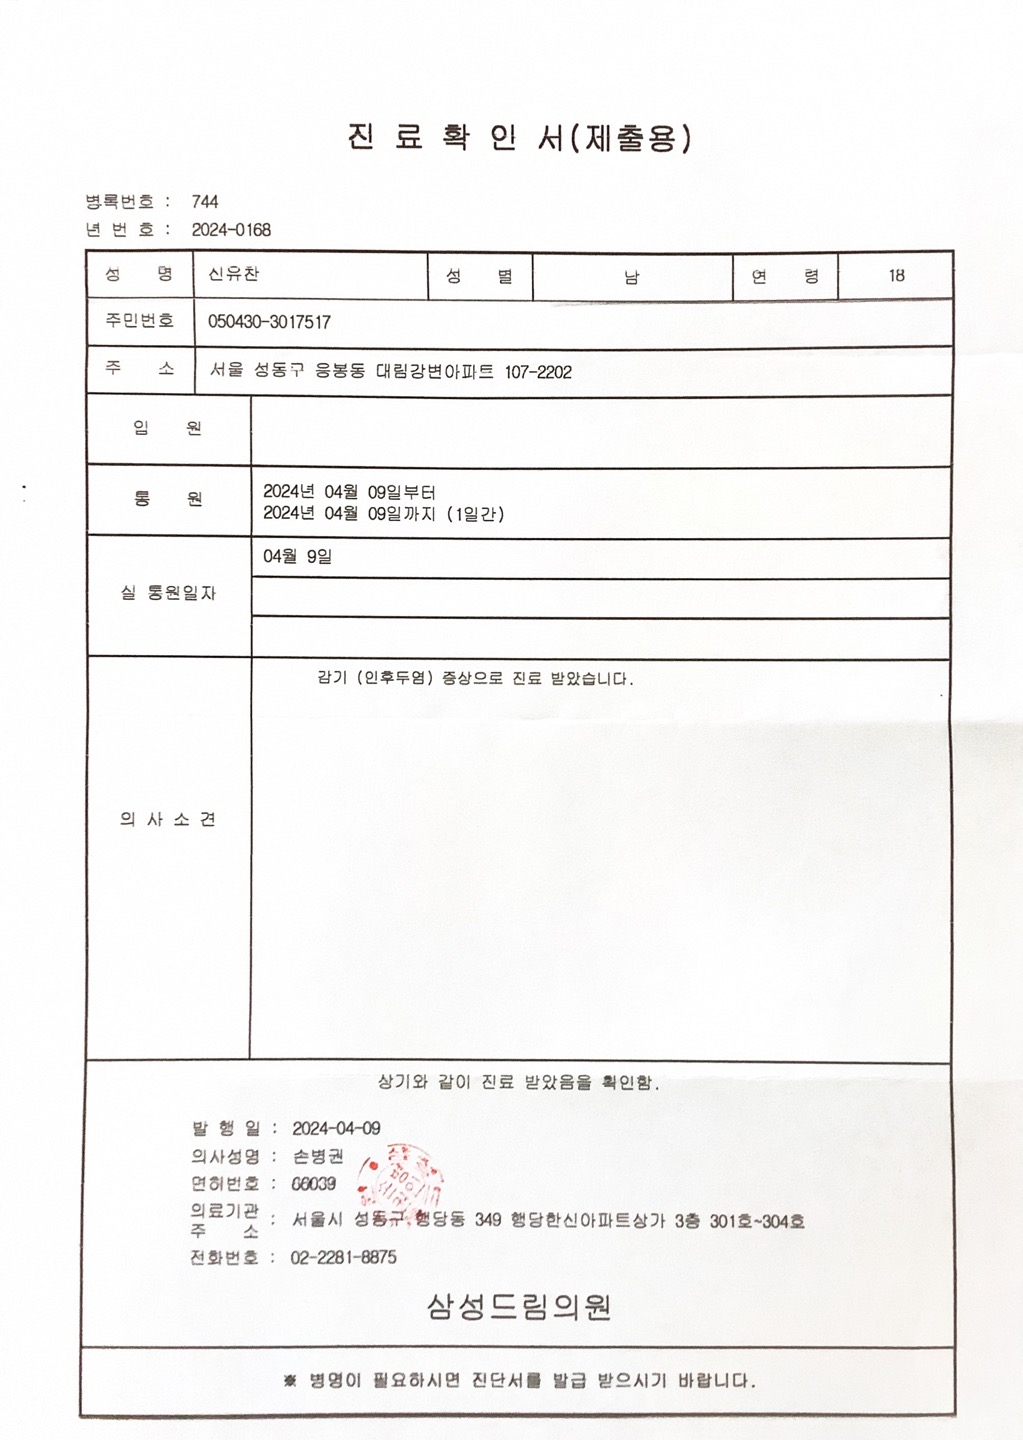 진 료 확 인 서(제출용)
병록번호 : 744
년 번 호 : 2024-0168
성 명 신유찬 성 별 남 연 령 18
주민번호 050430-3017517
주 소 서울 성동구 응봉동 대림강변아파트 107-2202
입 원
통 원
2024년 04월 09일부터
2024년 04월 09일까지 (1일간)
04월 9일
실 통원일자
감기 (인후두염) 증상으로 진료 받았습니다.
의 사 소 견
상기와 같이 진료 받았음을 확인함.
발 행 일 : 2024-04-09
의사성명 : 손병권
면허번호 : 66039
의료기관
주 소 : 서울시 성동구 행당동 349 행당한신아파트상가 3층 301호~304호
전화번호 : 02-2281-8875
삼성드림의원
※ 병명이 필요하시면 진단서를 발급 받으시기 바랍니다.